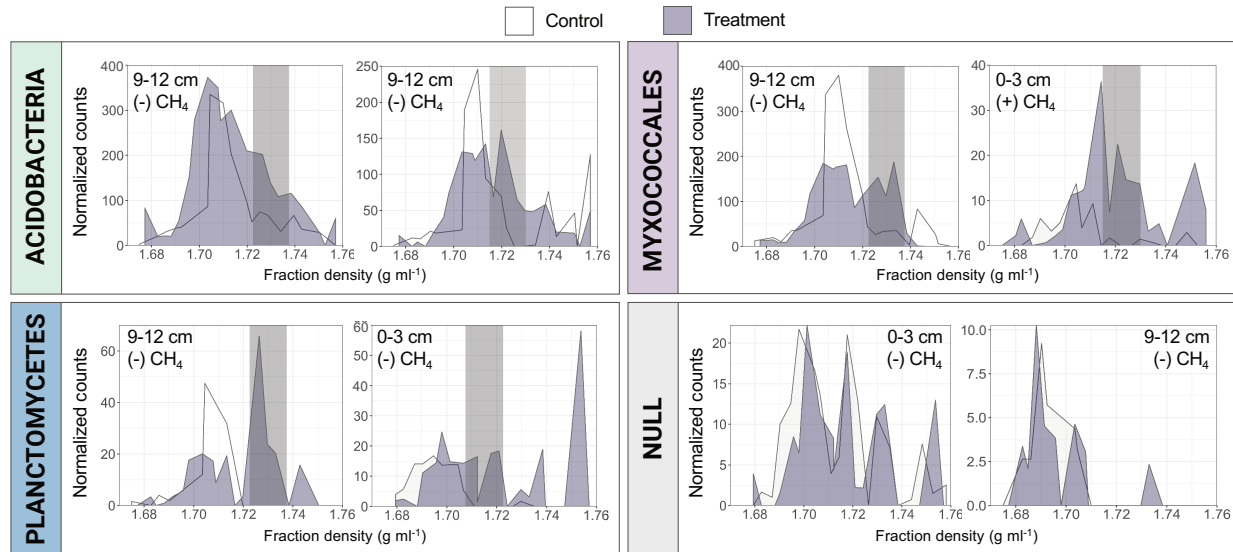 Control
Treatment
ACIDOBACTERIA
Normalized counts
9-12 cm
(-) CH4
400
300
200
100
0
1.68
1.70
1.72
1.74
1.76
9-12 cm
(-) CH4
250
200
150
100
50
0
1.68
1.70
1.72
1.74
1.76
Fraction density (g ml-1)
MYXOCOCCALES
Normalized counts
9-12 cm
(-) CH4
400
300
200
100
0
1.68
1.70
1.72
1.74
1.76
0-3 cm
(+) CH4
40
30
20
10
0
1.68
1.70
1.72
1.74
1.76
Fraction density (g ml-1)
PLANCTOMYCETES
Normalized counts
9-12 cm
(-) CH4
60
40
20
0
1.68
1.70
1.72
1.74
1.76
0-3 cm
(-) CH4
60
50
40
30
20
10
0
1.68
1.70
1.72
1.74
1.76
Fraction density (g ml-1)
NULL
Normalized counts
0-3 cm
(-) CH4
20
15
10
5
0
1.68
1.70
1.72
1.74
1.76
9-12 cm
(-) CH4
10.0
7.5
5.0
2.5
0.0
1.68
1.70
1.72
1.74
1.76
Fraction density (g ml-1)